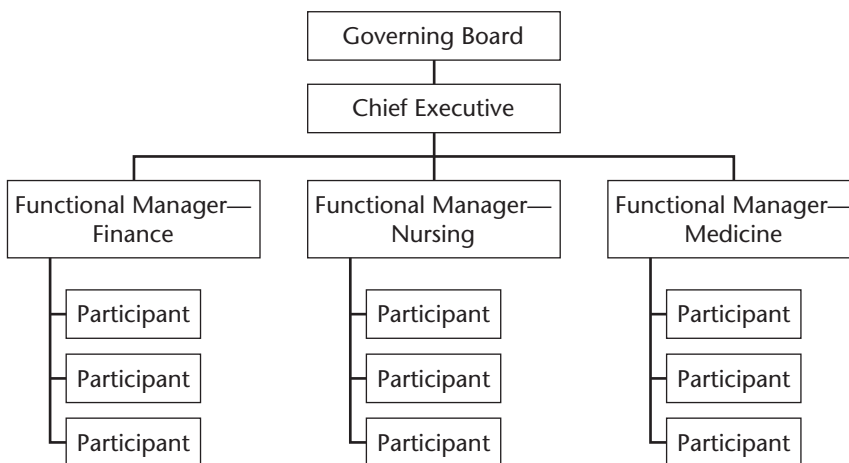 Governing Board
Chief Executive
Functional Manager—
Finance
Functional Manager—
Nursing
Functional Manager—
Medicine
Participant
Participant
Participant
Participant
Participant
Participant
Participant
Participant
Participant